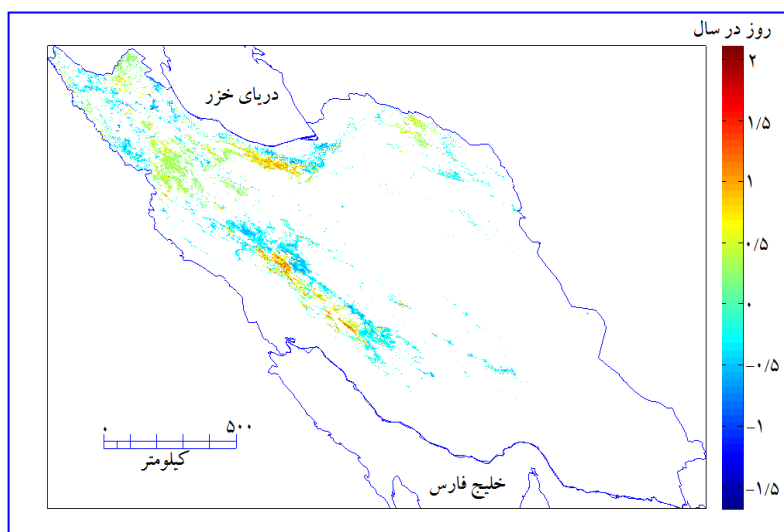 روز در سال
۲
۱/۵
۱
۰/۵
۰
-۰/۵
-۱
-۱/۵
دریای خزر
۰ ۵۰۰
کیلومتر
خلیج فارس